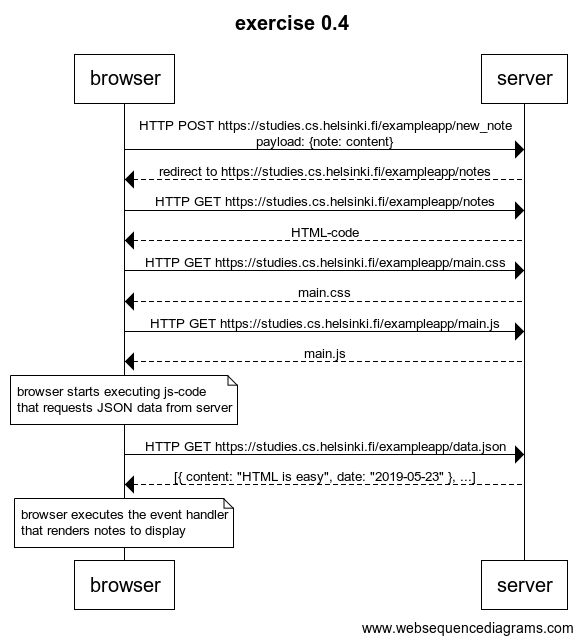 exercise 0.4
browser
server
HTTP POST https://studies.cs.helsinki.fi/exampleapp/new_note
payload: {note: content}
redirect to https://studies.cs.helsinki.fi/exampleapp/notes
HTTP GET https://studies.cs.helsinki.fi/exampleapp/notes
HTML-code
HTTP GET https://studies.cs.helsinki.fi/exampleapp/main.css
main.css
HTTP GET https://studies.cs.helsinki.fi/exampleapp/main.js
main.js
browser starts executing js-code
that requests JSON data from server
HTTP GET https://studies.cs.helsinki.fi/exampleapp/data.json
[{ content: "HTML is easy", date: "2019-05-23" }, ...]
browser executes the event handler
that renders notes to display
browser
server
www.websequencediagrams.com